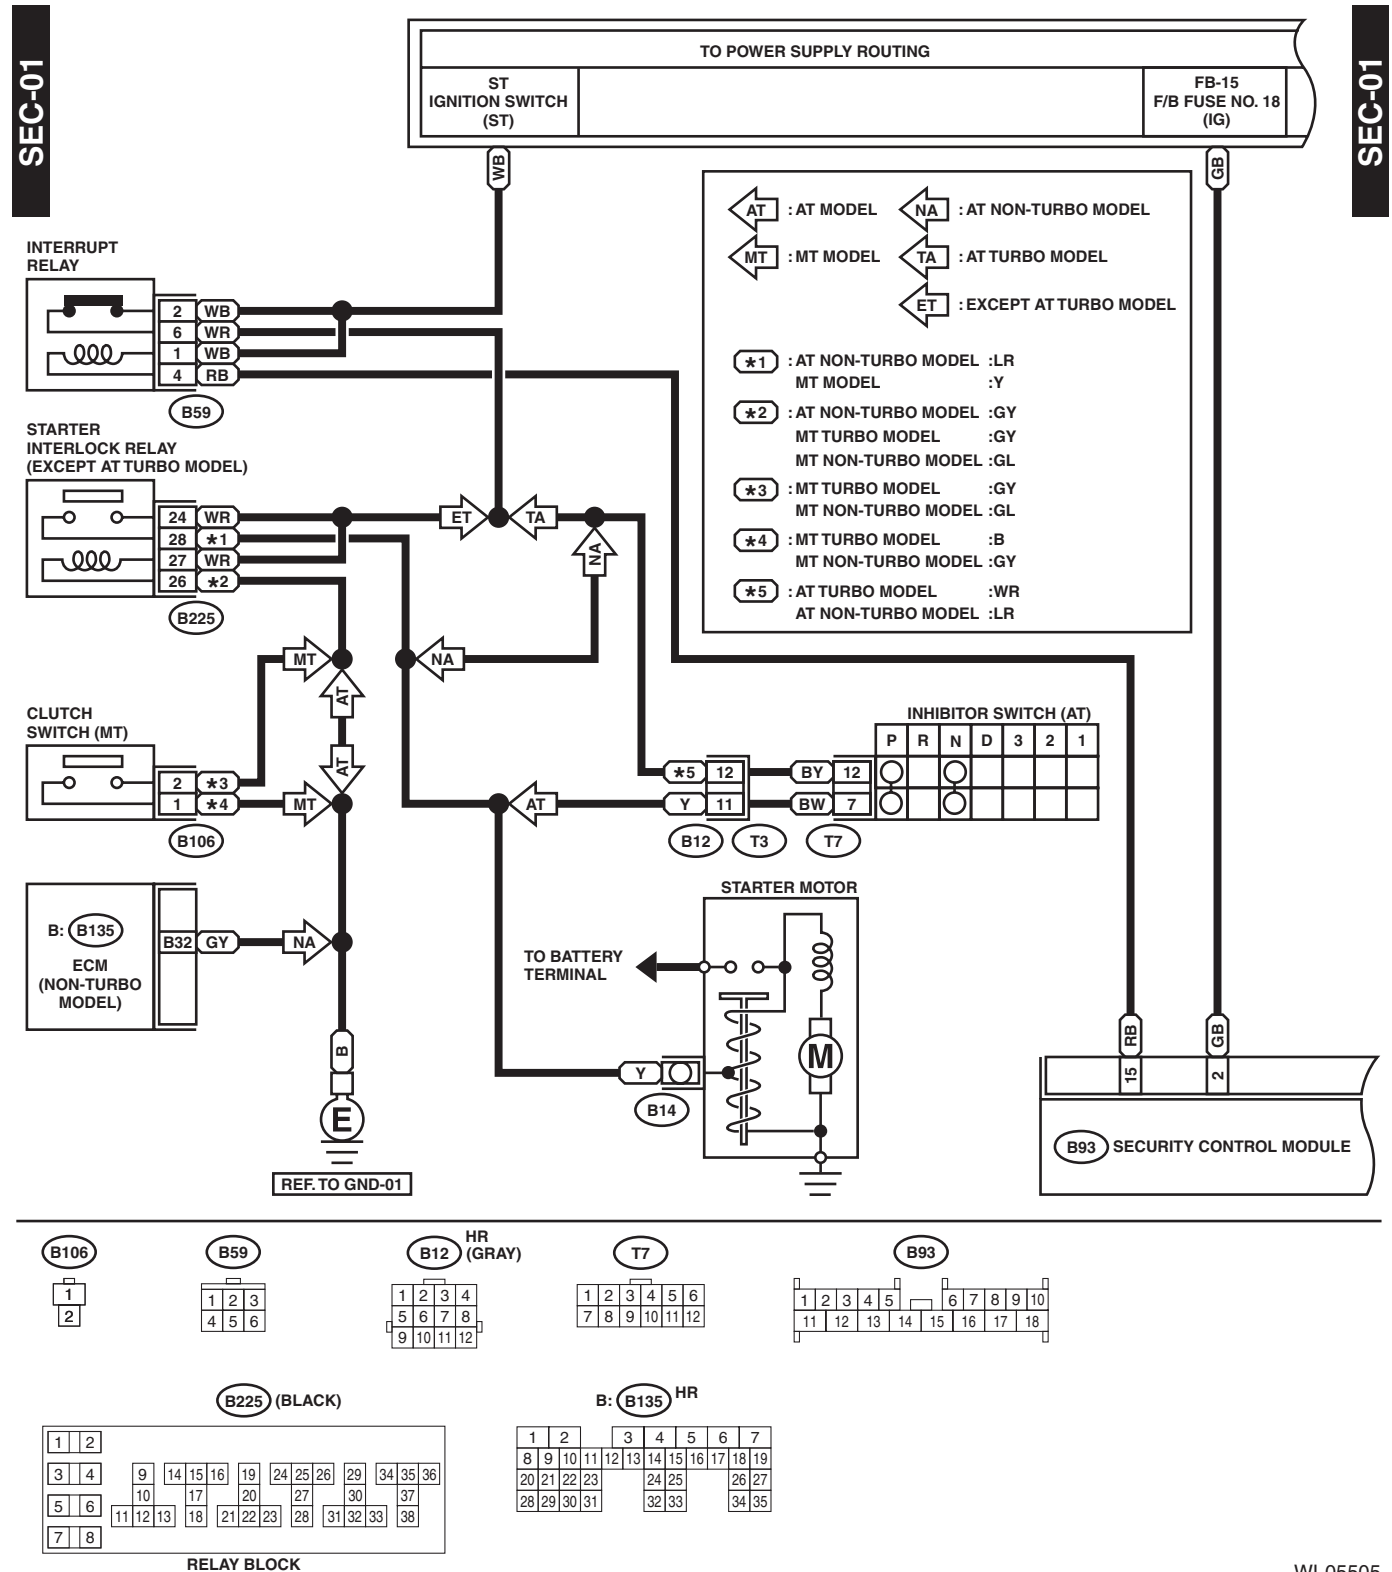 SEC-01
SEC-01
TO POWER SUPPLY ROUTING
ST
IGNITION SWITCH
(ST)
FB-15
F/B FUSE NO. 18
(IG)
WB
GB
AT : AT MODEL
NA : AT NON-TURBO MODEL
MT : MT MODEL
TA : AT TURBO MODEL
ET : EXCEPT AT TURBO MODEL
*1 : AT NON-TURBO MODEL :LR
MT MODEL :Y
*2 : AT NON-TURBO MODEL :GY
MT TURBO MODEL :GY
MT NON-TURBO MODEL :GL
*3 : MT TURBO MODEL :GY
MT NON-TURBO MODEL :GL
*4 : MT TURBO MODEL :B
MT NON-TURBO MODEL :GY
*5 : AT TURBO MODEL :WR
AT NON-TURBO MODEL :LR
INTERRUPT
RELAY
2 WB
6 WR
1 WB
4 RB
B59
STARTER
INTERLOCK RELAY
(EXCEPT AT TURBO MODEL)
24 WR
28 *1
27 WR
26 *2
B225
ET
TA
NA
MT
NA
AT
CLUTCH
SWITCH (MT)
2 *3
1 *4
B106
AT
MT
AT
INHIBITOR SWITCH (AT)
P R N D 3 2 1
*5 12 BY 12
Y 11 BW 7
B12 T3 T7
B: B135
ECM
(NON-TURBO
MODEL)
B32 GY
NA
B
E
REF. TO GND-01
STARTER MOTOR
TO BATTERY
TERMINAL
M
Y
B14
RB
GB
15
2
B93 SECURITY CONTROL MODULE
B106
1
2
B59
1 2 3
4 5 6
B12 HR
(GRAY)
1 2 3 4
5 6 7 8
9 10 11 12
T7
1 2 3 4 5 6
7 8 9 10 11 12
B93
1 2 3 4 5 6 7 8 9 10
11 12 13 14 15 16 17 18
B225 (BLACK)
1 2
3 4 9 14 15 16 19 24 25 26 29 34 35 36
10 17 20 27 30 37
5 6 11 12 13 18 21 22 23 28 31 32 33 38
7 8
RELAY BLOCK
B: B135 HR
1 2 3 4 5 6 7
8 9 10 11 12 13 14 15 16 17 18 19
20 21 22 23 24 25 26 27
28 29 30 31 32 33 34 35
WI-05505